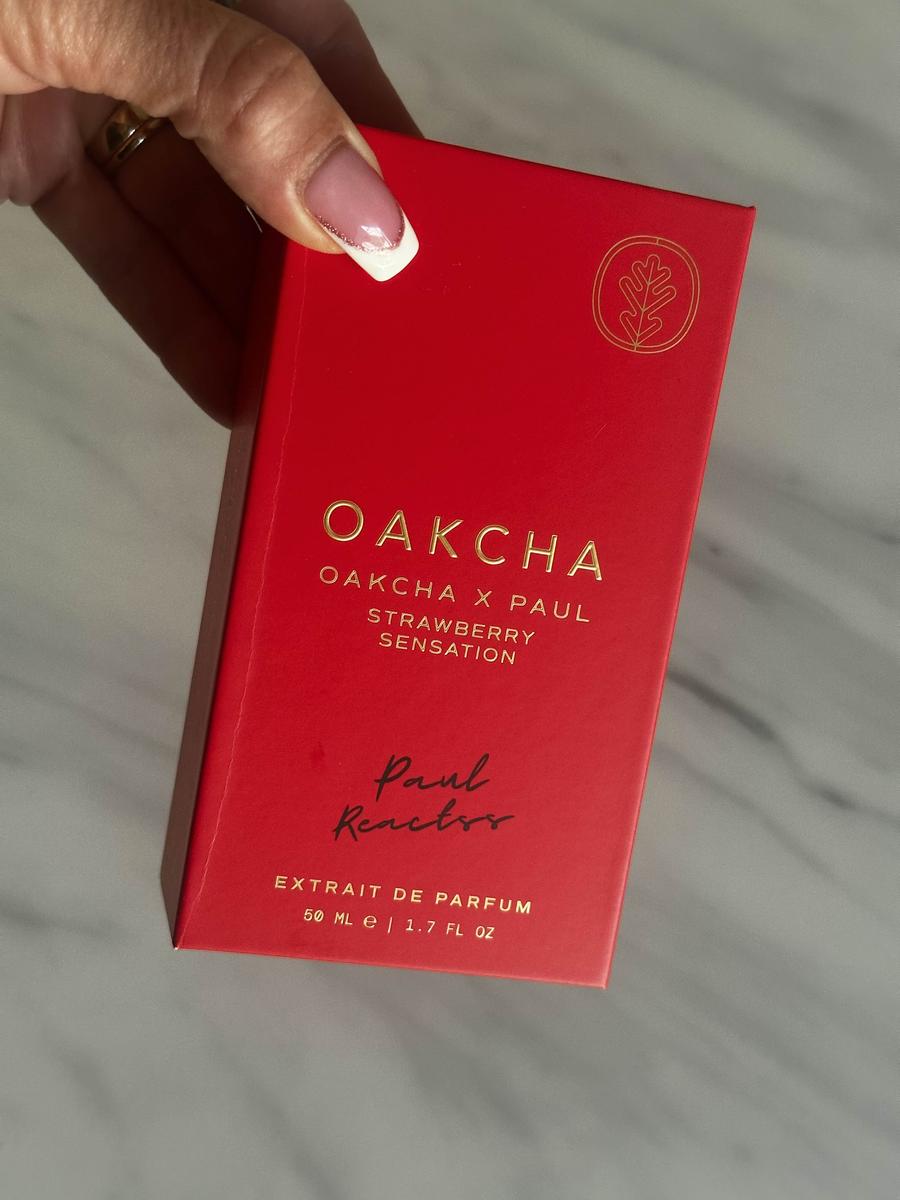 OAKCHA
OAKCHA X PAUL
STRAWBERRY
SENSATION
Paul
Reactss
EXTRAIT DE PARFUM
50 ML ℮ | 1.7 FL OZ